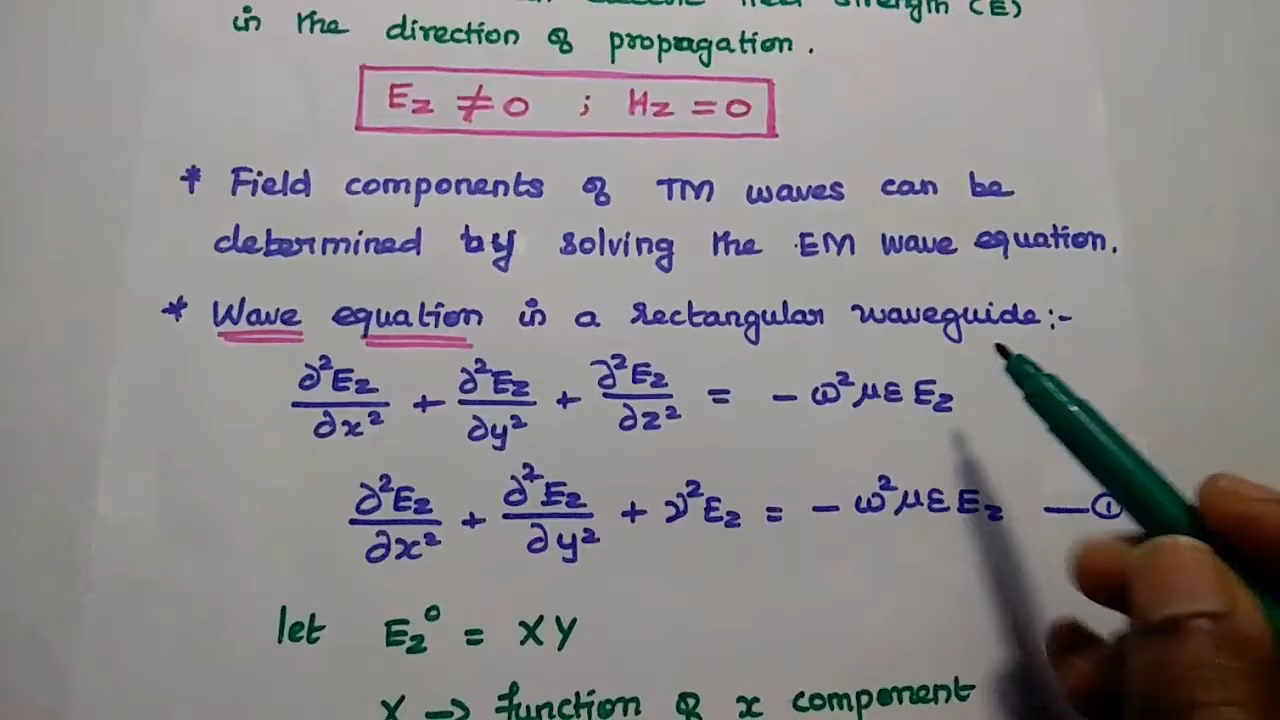 strength (E)
in the direction of propagation.
Ez ≠ 0 ; Hz = 0
* Field components of TM waves can be
determined by solving the EM wave equation.
* Wave equation in a rectangular waveguide:-
∂²Ez/∂x² + ∂²Ez/∂y² + ∂²Ez/∂z² = - ω²με Ez
∂²Ez/∂x² + ∂²Ez/∂y² + γ²Ez = - ω²με Ez —①
let Ez⁰ = XY
X → function of x component